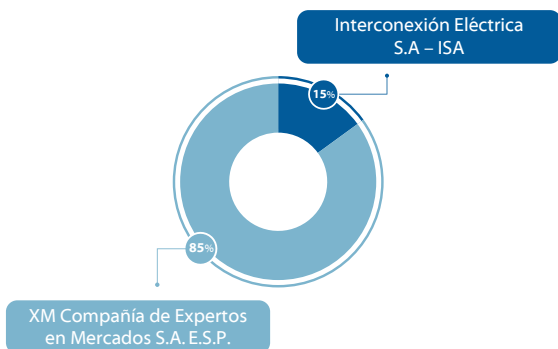 Interconexión Eléctrica
S.A – ISA
15%
85%
XM Compañía de Expertos
en Mercados S.A. E.S.P.